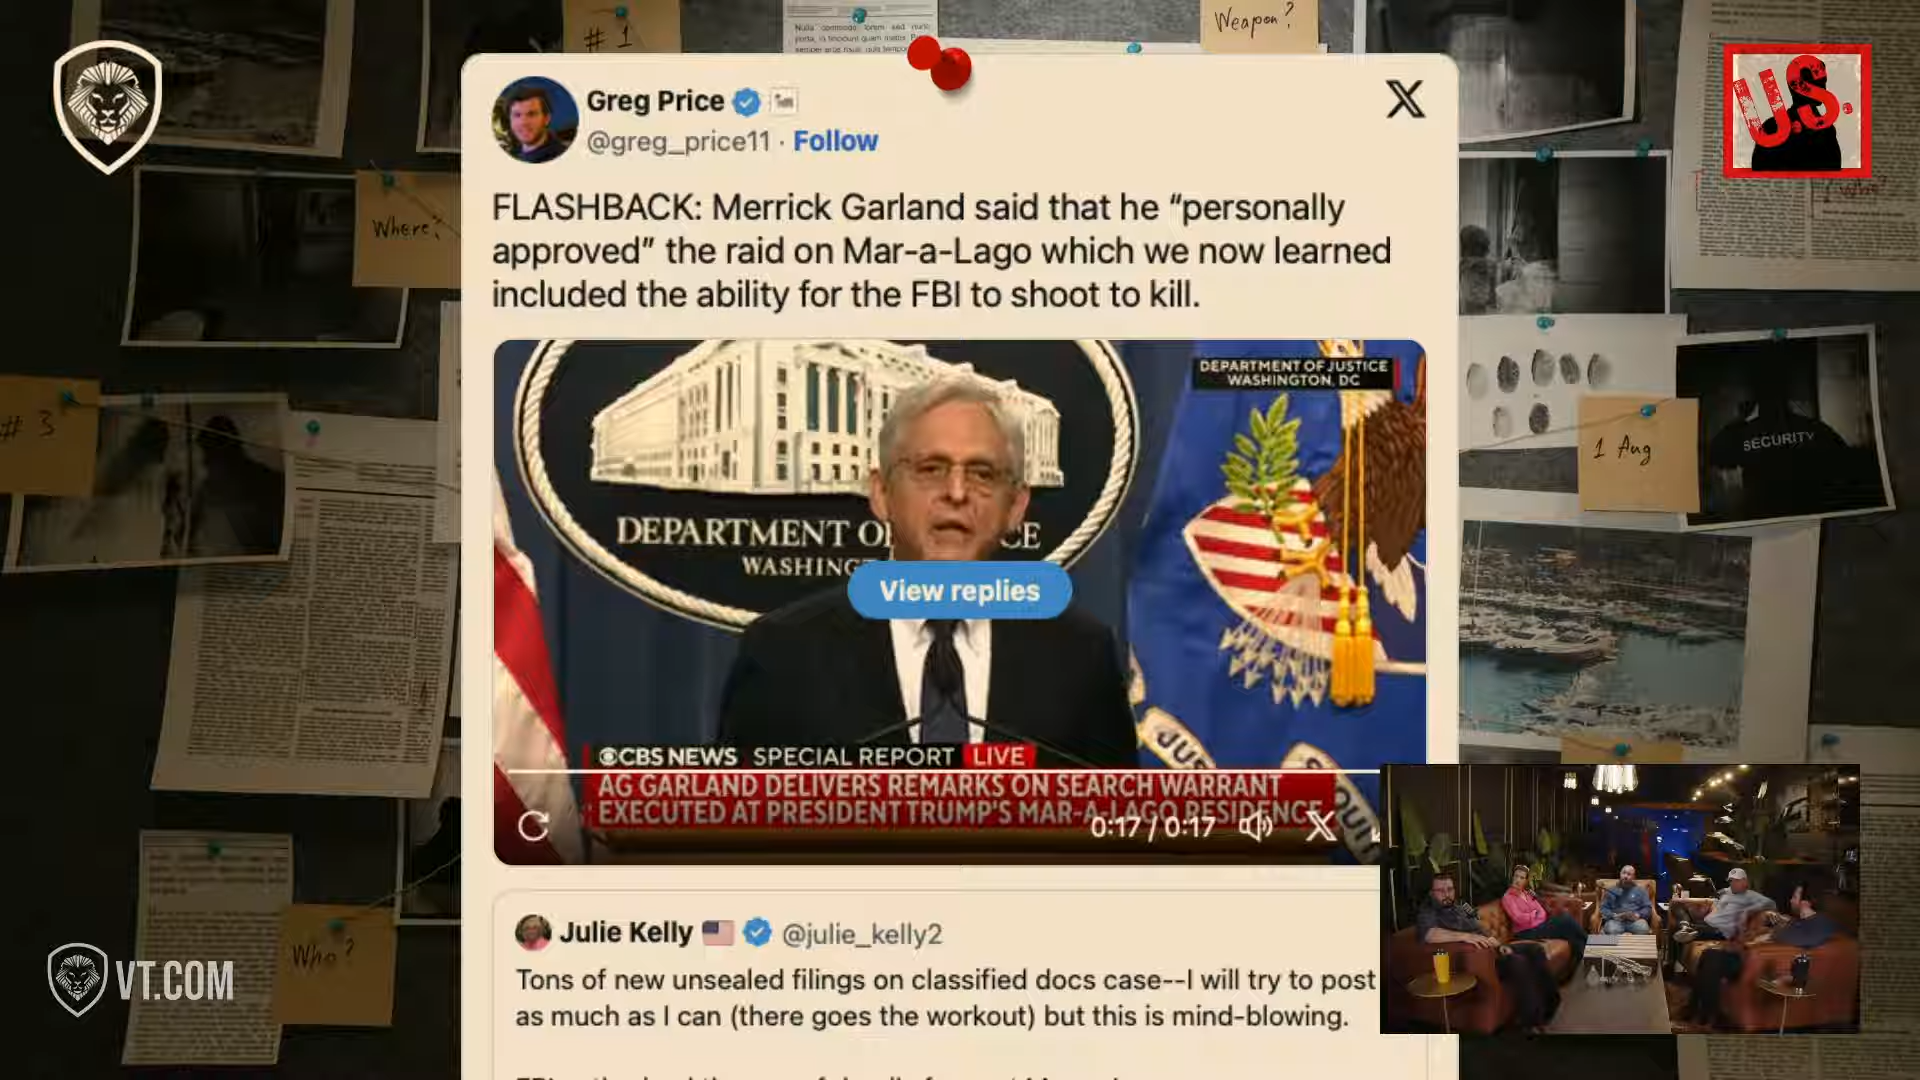 # 1
Weapon?
U.S.
Greg Price
@greg_price11 · Follow
Where?
FLASHBACK: Merrick Garland said that he “personally
approved” the raid on Mar-a-Lago which we now learned
included the ability for the FBI to shoot to kill.
DEPARTMENT OF JUSTICE
WASHINGTON, DC
# 3
1 Aug
SECURITY
DEPARTMENT OF CE
WASHING
View replies
CBS NEWS SPECIAL REPORT LIVE
AG GARLAND DELIVERS REMARKS ON SEARCH WARRANT
EXECUTED AT PRESIDENT TRUMP'S MAR-A-LAGO RESIDENCE
0:17 / 0:17
Julie Kelly @julie_kelly2
Tons of new unsealed filings on classified docs case--I will try to post
as much as I can (there goes the workout) but this is mind-blowing.
Who?
VT.COM